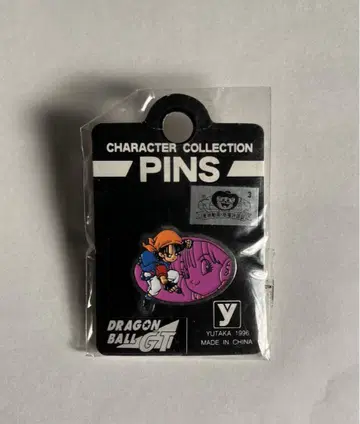 CHARACTER COLLECTION
PINS
DRAGON
BALL GT
y
YUTAKA 1996
MADE IN CHINA